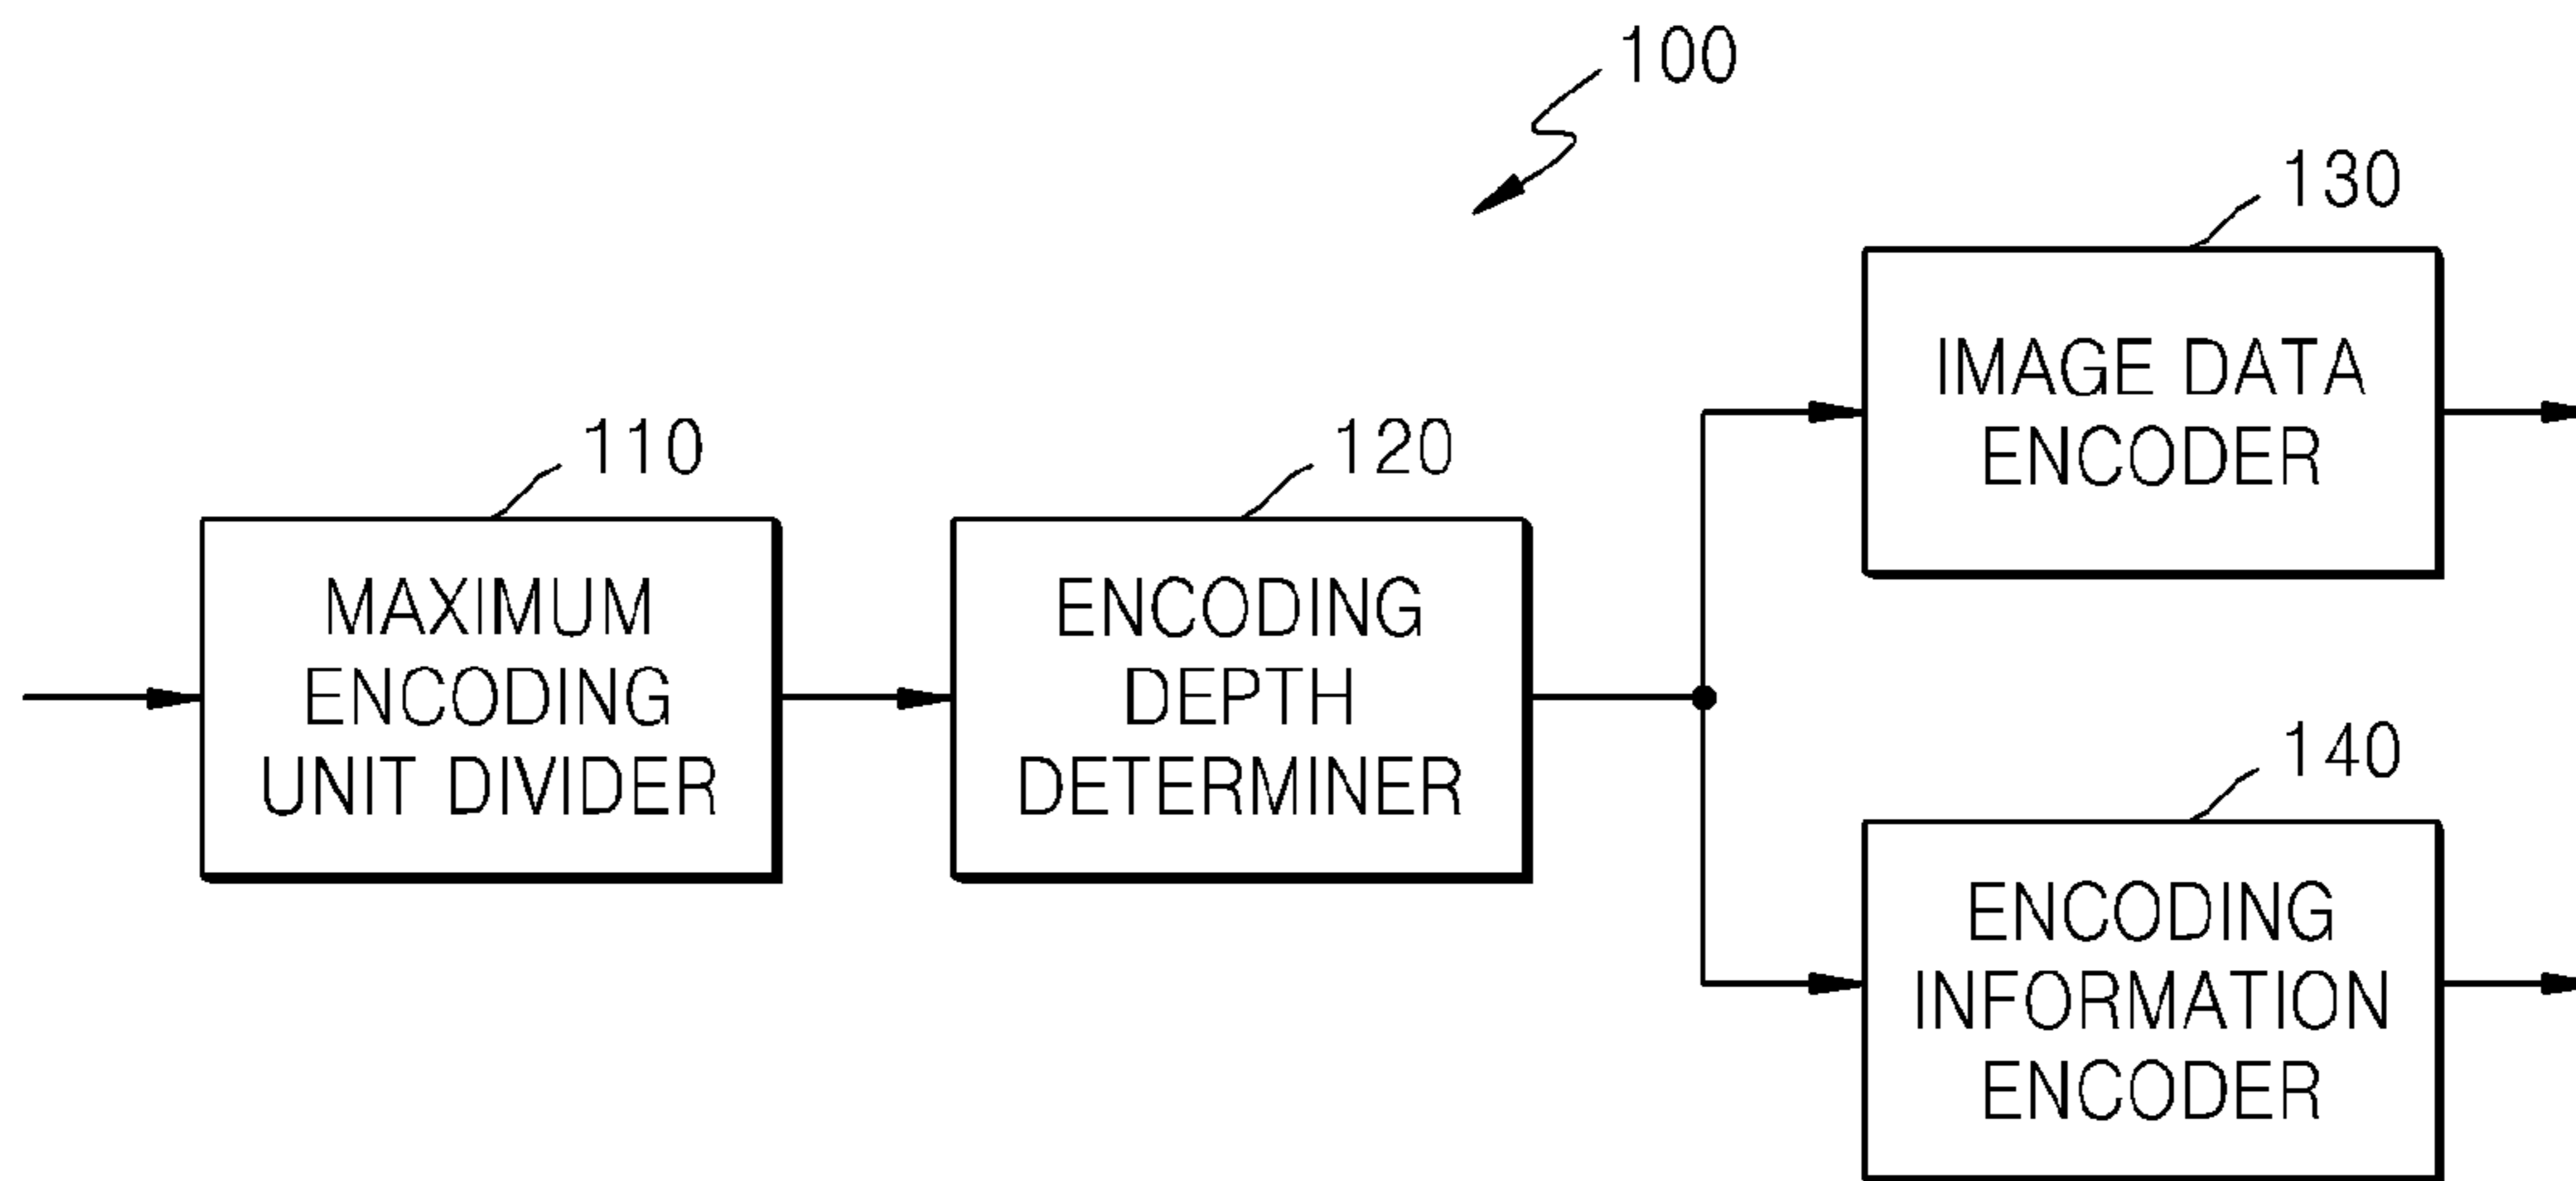 100
110
MAXIMUM
ENCODING
UNIT DIVIDER
120
ENCODING
DEPTH
DETERMINER
130
IMAGE DATA
ENCODER
140
ENCODING
INFORMATION
ENCODER